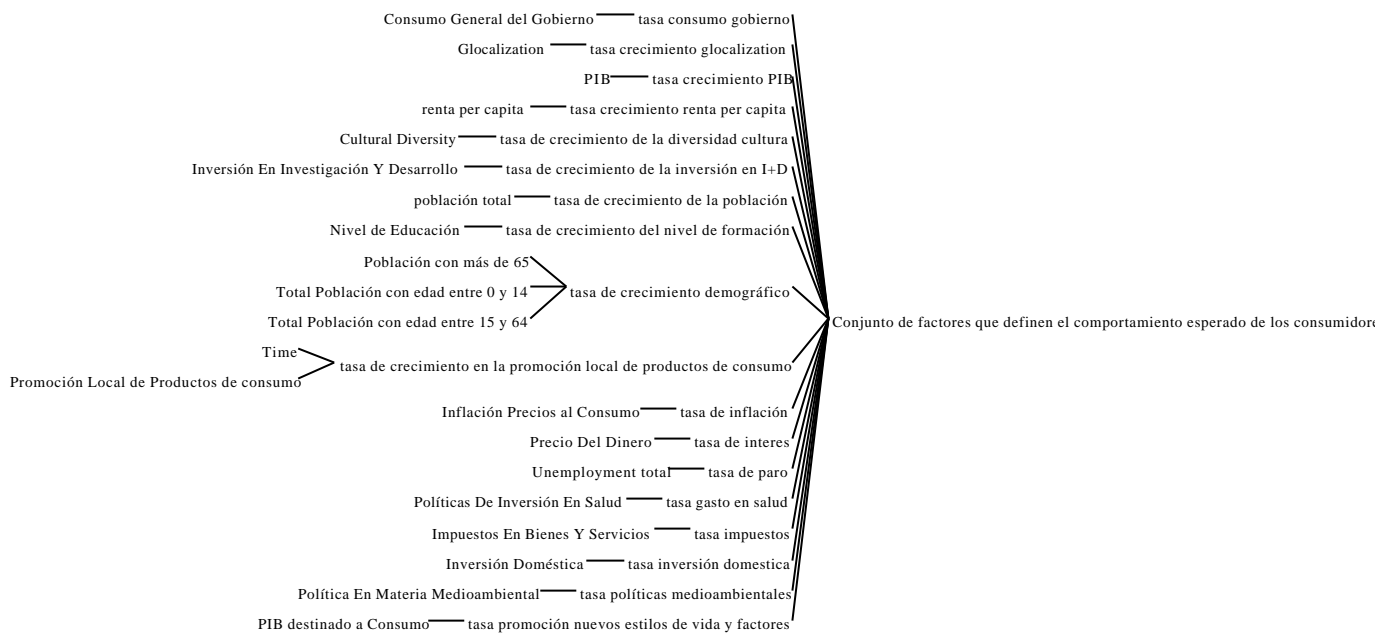 Consumo General del Gobierno tasa consumo gobierno
Glocalization tasa crecimiento glocalization
PIB tasa crecimiento PIB
renta per capita tasa crecimiento renta per capita
Cultural Diversity tasa de crecimiento de la diversidad cultura
Inversión En Investigación Y Desarrollo tasa de crecimiento de la inversión en I+D
población total tasa de crecimiento de la población
Nivel de Educación tasa de crecimiento del nivel de formación
Población con más de 65
Total Población con edad entre 0 y 14 tasa de crecimiento demográfico
Total Población con edad entre 15 y 64
Conjunto de factores que definen el comportamiento esperado de los consumidore
Time
tasa de crecimiento en la promoción local de productos de consumo
Promoción Local de Productos de consumo
Inflación Precios al Consumo tasa de inflación
Precio Del Dinero tasa de interes
Unemployment total tasa de paro
Políticas De Inversión En Salud tasa gasto en salud
Impuestos En Bienes Y Servicios tasa impuestos
Inversión Doméstica tasa inversión domestica
Política En Materia Medioambiental tasa políticas medioambientales
PIB destinado a Consumo tasa promoción nuevos estilos de vida y factores